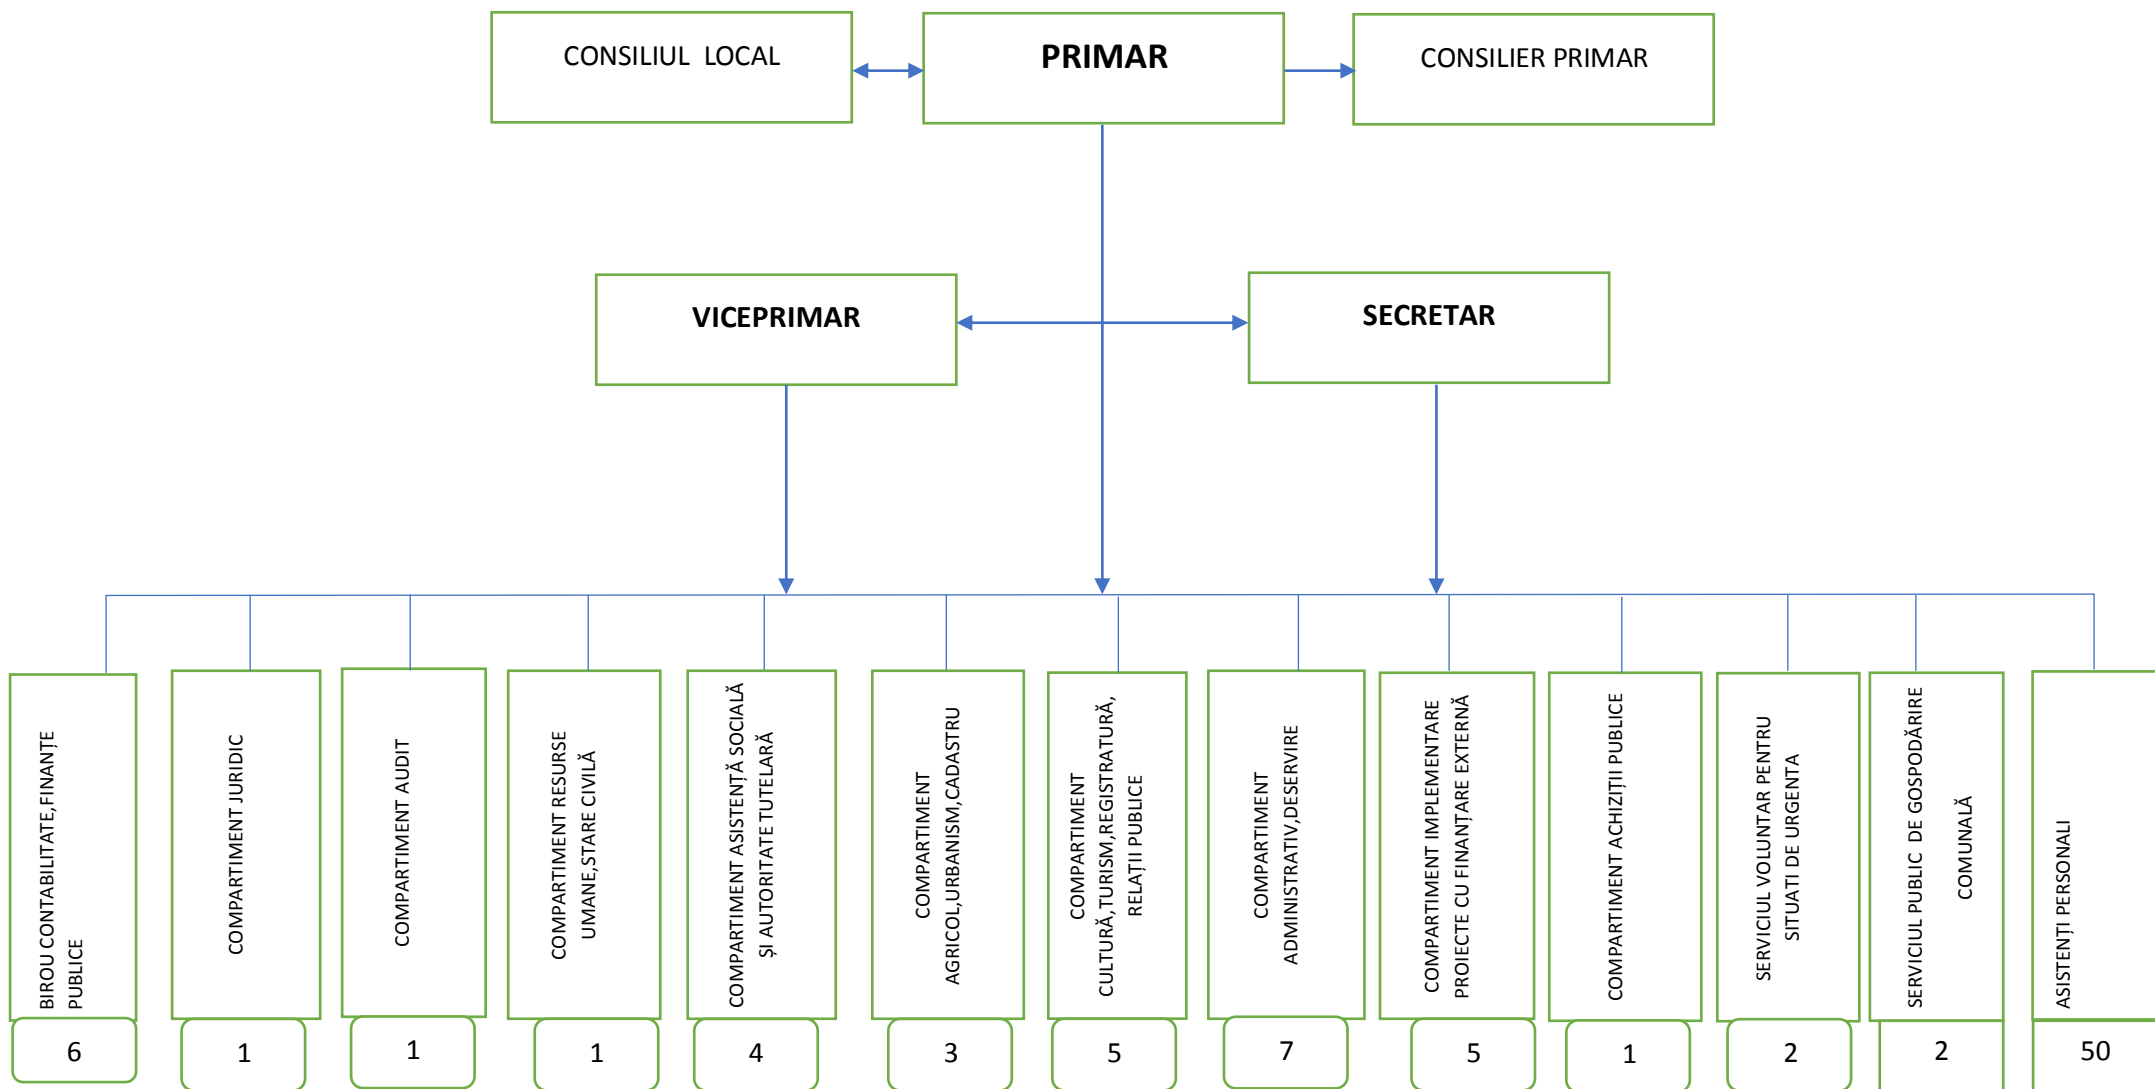 CONSILIUL LOCAL
PRIMAR
CONSILIER PRIMAR
VICEPRIMAR
SECRETAR
BIROU CONTABILITATE,FINANȚE
PUBLICE
COMPARTIMENT JURIDIC
COMPARTIMENT AUDIT
COMPARTIMENT RESURSE
UMANE,STARE CIVILĂ
COMPARTIMENT ASISTENȚĂ SOCIALĂ
ȘI AUTORITATE TUTELARĂ
COMPARTIMENT
AGRICOL,URBANISM,CADASTRU
COMPARTIMENT
CULTURĂ,TURISM,REGISTRATURĂ,
RELAȚII PUBLICE
COMPARTIMENT
ADMINISTRATIV,DESERVIRE
COMPARTIMENT IMPLEMENTARE
PROIECTE CU FINANȚARE EXTERNĂ
COMPARTIMENT ACHIZIȚII PUBLICE
SERVICIUL VOLUNTAR PENTRU
SITUATI DE URGENTA
SERVICIUL PUBLIC DE GOSPODĂRIRE
COMUNALĂ
ASISTENȚI PERSONALI
6
1
1
1
4
3
5
7
5
1
2
2
50